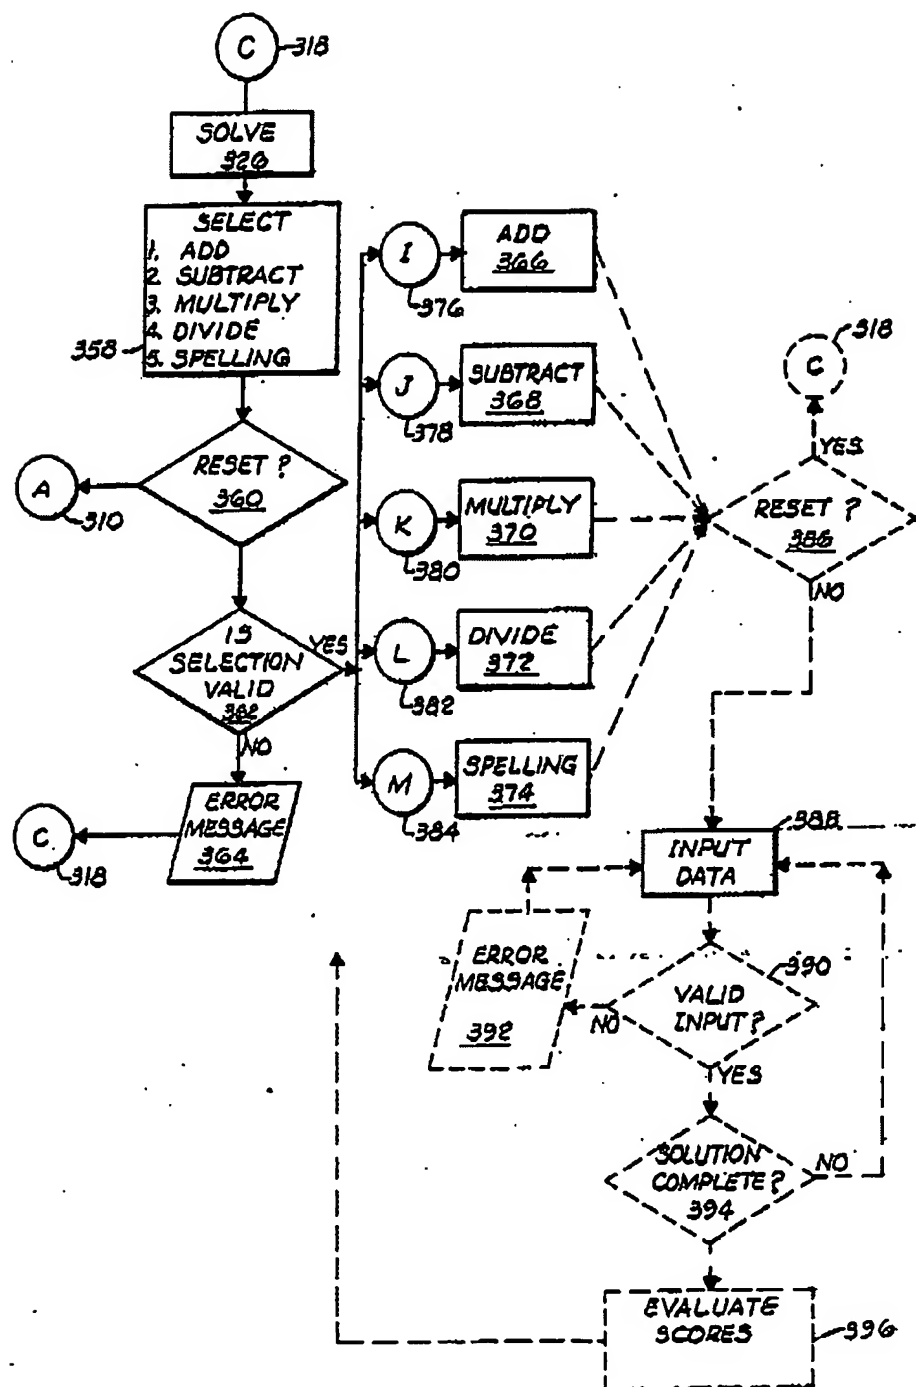 C
318
SOLVE
326
SELECT
1. ADD
2. SUBTRACT
3. MULTIPLY
4. DIVIDE
5. SPELLING
358
RESET ?
360
A
310
IS
SELECTION
VALID
362
YES
NO
ERROR
MESSAGE
364
C
318
I
376
ADD
366
J
378
SUBTRACT
368
K
380
MULTIPLY
370
L
382
DIVIDE
372
M
384
SPELLING
374
318
C
YES
RESET ?
386
NO
388
INPUT
DATA
ERROR
MESSAGE
392
390
VALID
INPUT?
NO
YES
SOLUTION
COMPLETE?
394
NO
EVALUATE
SCORES
396